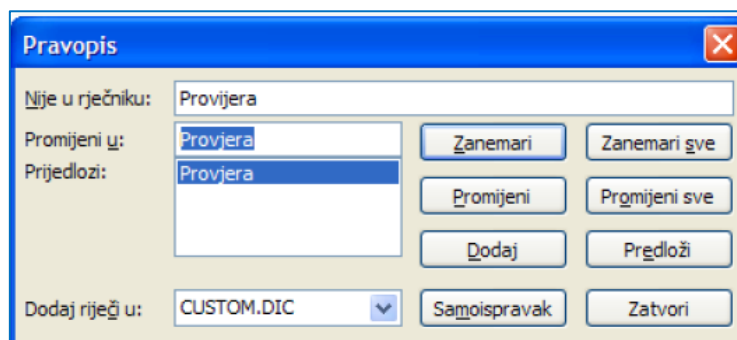 Pravopis
Nije u rječniku: Provijera
Promijeni u: Provjera Zanemari Zanemari sve
Prijedlozi: Provjera
Promijeni Promijeni sve
Dodaj Predloži
Dodaj riječi u: CUSTOM.DIC Samoispravak Zatvori